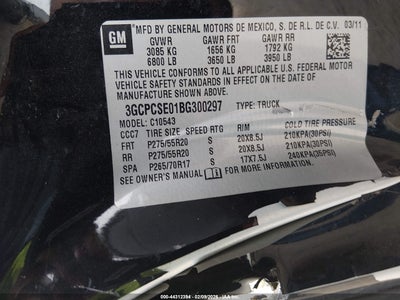 GM
MFD BY GENERAL MOTORS DE MEXICO, S. DE R.L. DE C.V. 03/11
GVWR GAWR FRT GAWR RR
3085 KG 1656 KG 1792 KG
6800 LB 3650 LB 3950 LB
THIS VEHICLE CONFORMS TO ALL APPLICABLE U.S. FEDERAL MOTOR
VEHICLE SAFETY AND THEFT PREVENTION STANDARDS IN EFFECT ON THE DATE OF
MANUFACTURE SHOWN ABOVE.
3GCPCSE01BG300297 TYPE: TRUCK
MODEL: C10543
CCC7 TIRE SIZE SPEED RTG RIM COLD TIRE PRESSURE
FRT P275/55R20 S 20X8.5J 210KPA(30PSI)
RR P275/55R20 S 20X8.5J 210KPA(30PSI)
SPA P265/70R17 S 17X7.5J 240KPA(35PSI)
SEE OWNER'S MANUAL FOR ADDITIONAL INFORMATION.
000-44312394 - 02/09/2026 - IAA, Inc.